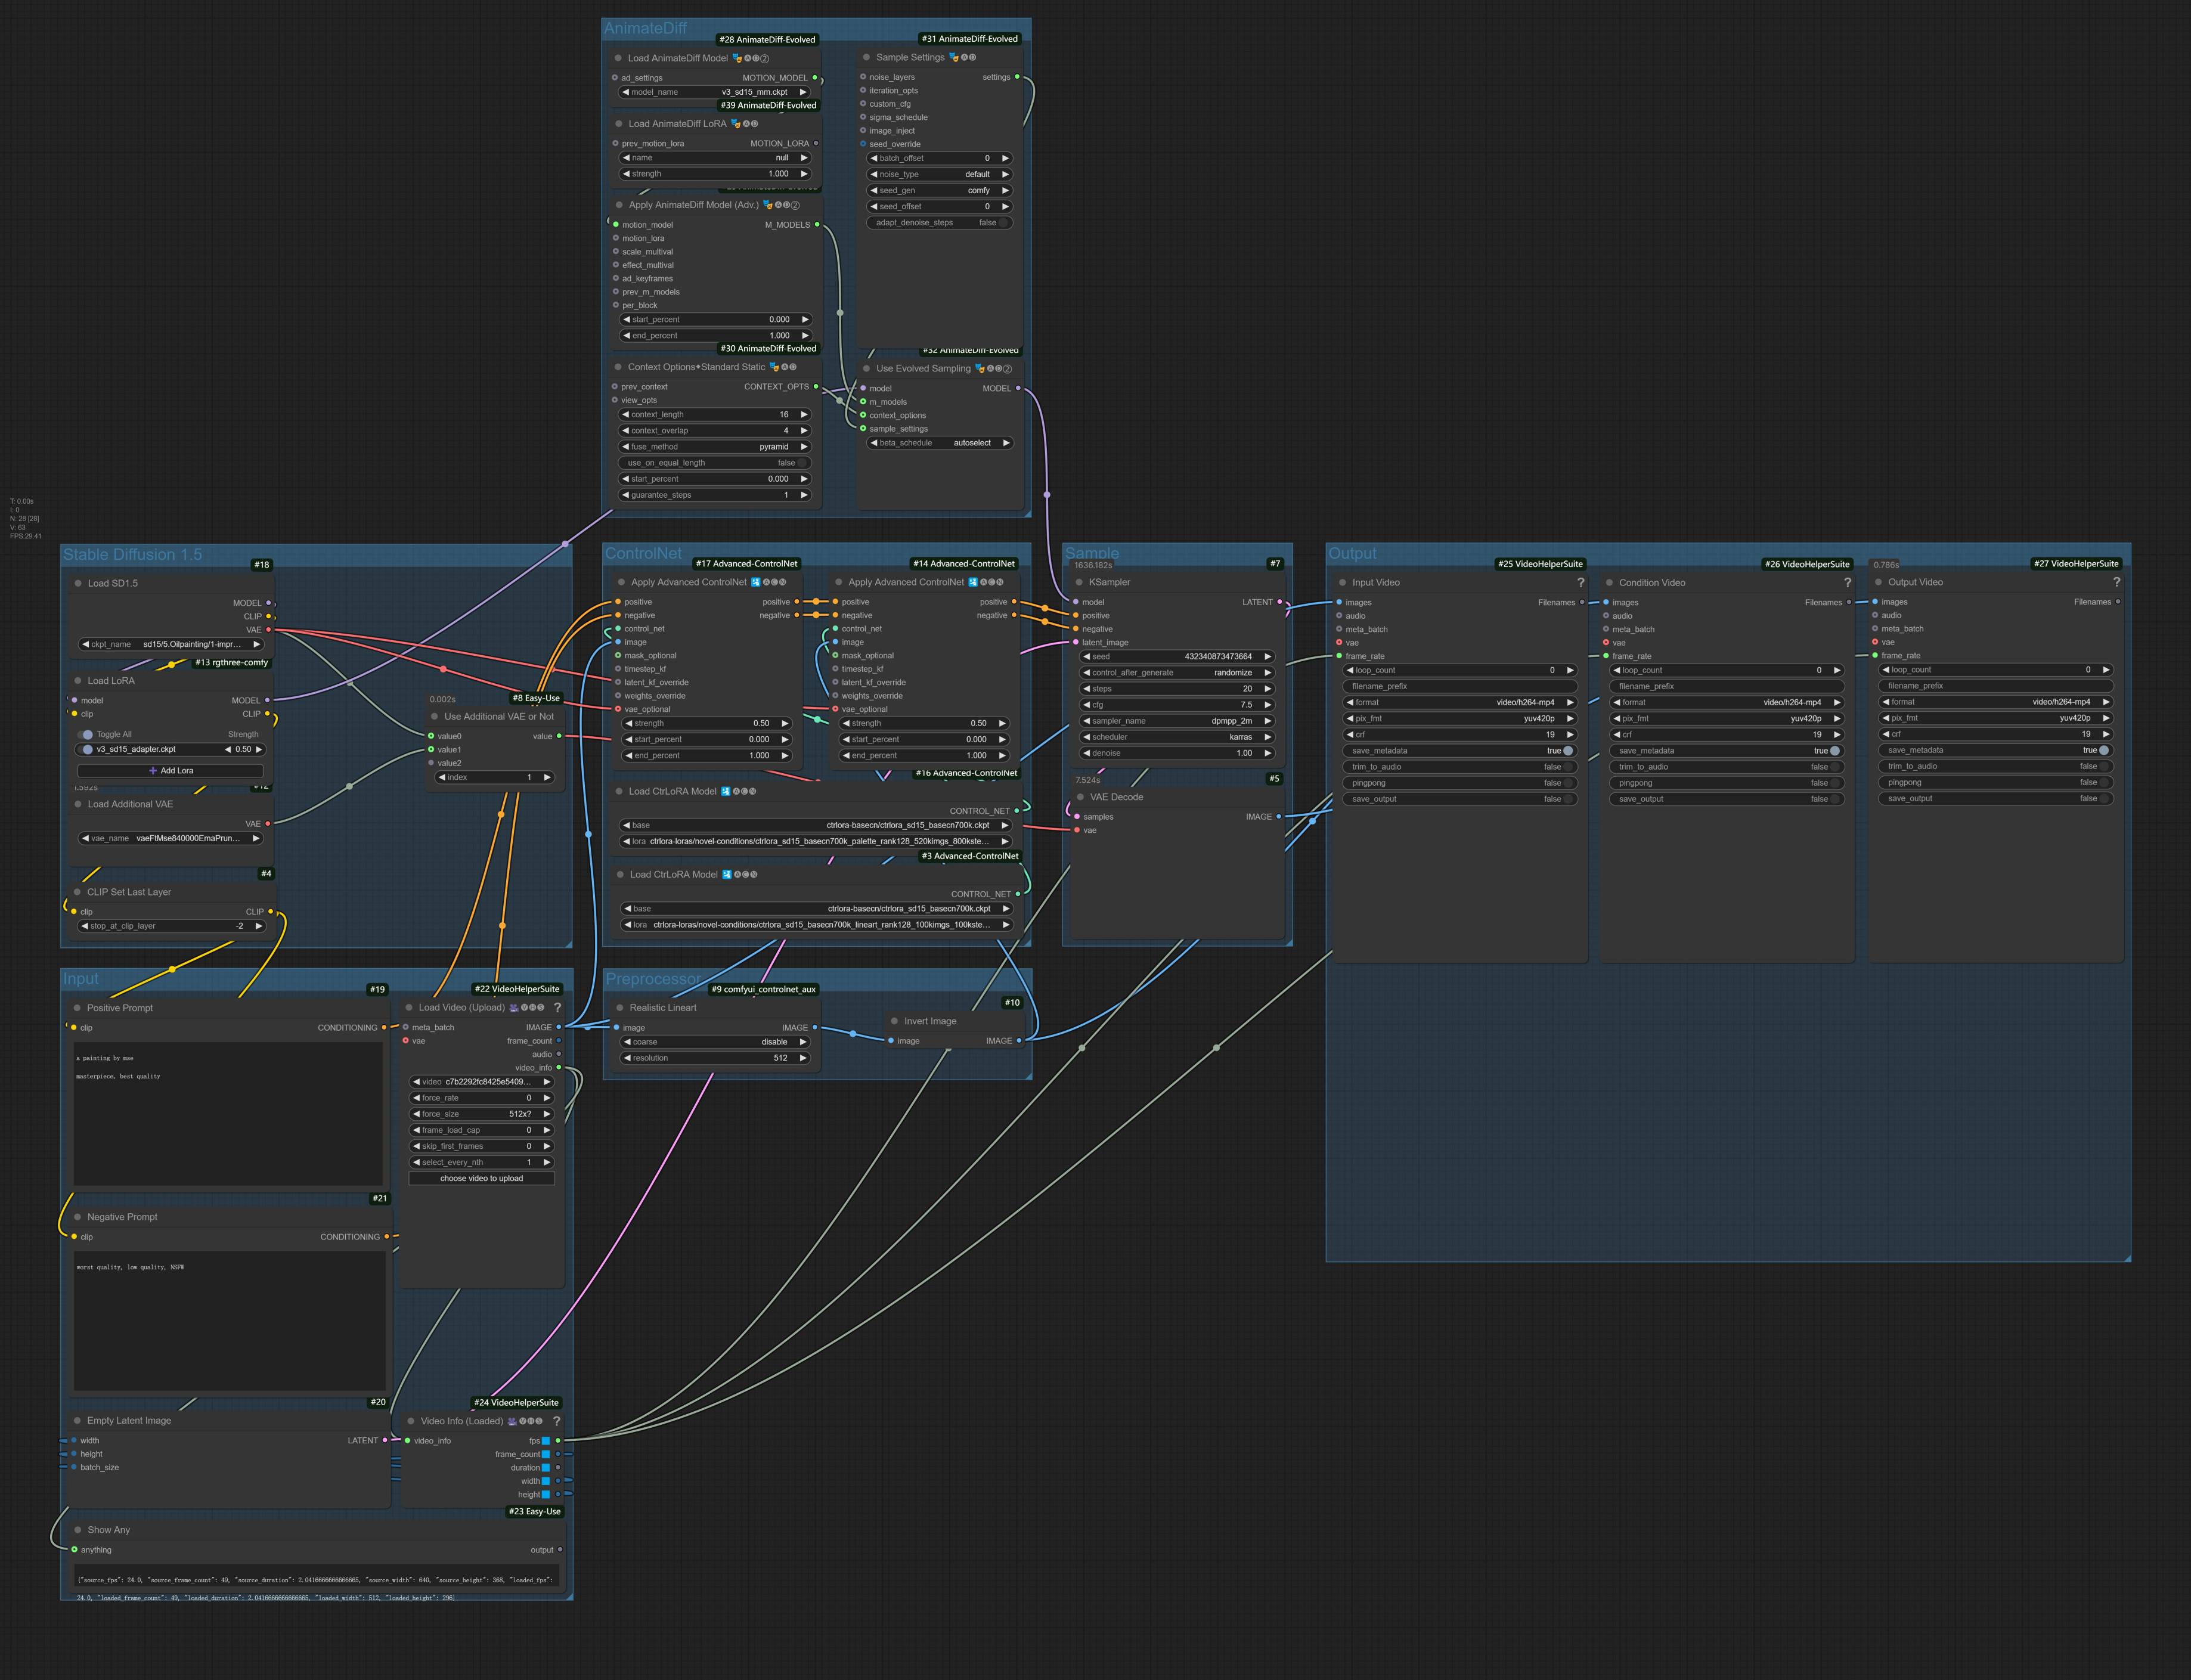 AnimateDiff
#28 AnimateDiff-Evolved
Load AnimateDiff Model
ad_settings MOTION_MODEL
model_name v3_sd15_mm.ckpt
#39 AnimateDiff-Evolved
Load AnimateDiff LoRA
prev_motion_lora MOTION_LORA
name null
strength 1.000
Apply AnimateDiff Model (Adv.)
motion_model M_MODELS
motion_lora
scale_multival
effect_multival
ad_keyframes
prev_m_models
per_block
start_percent 0.000
end_percent 1.000
#30 AnimateDiff-Evolved
Context Options◆Standard Static
prev_context CONTEXT_OPTS
view_opts
context_length 16
context_overlap 4
fuse_method pyramid
use_on_equal_length false
start_percent 0.000
guarantee_steps 1
#31 AnimateDiff-Evolved
Sample Settings
noise_layers settings
iteration_opts
custom_cfg
sigma_schedule
image_inject
seed_override
batch_offset 0
noise_type default
seed_gen comfy
seed_offset 0
adapt_denoise_steps false
#32 AnimateDiff-Evolved
Use Evolved Sampling
model MODEL
m_models
context_options
sample_settings
beta_schedule autoselect
T: 0.00s
I: 0
N: 28 [28]
V: 63
FPS:29.41
Stable Diffusion 1.5
#18
Load SD1.5
MODEL
CLIP
VAE
ckpt_name sd15/5.Oilpainting/1-impr...
#13 rgthree-comfy
Load LoRA
model MODEL
clip CLIP
Toggle All Strength
v3_sd15_adapter.ckpt 0.50
Add Lora
1.592s #12
Load Additional VAE
VAE
vae_name vaeFtMse840000EmaPrun...
#4
CLIP Set Last Layer
clip CLIP
stop_at_clip_layer -2
0.002s #8 Easy-Use
Use Additional VAE or Not
value0 value
value1
value2
index 1
ControlNet
#17 Advanced-ControlNet
Apply Advanced ControlNet
positive positive
negative negative
control_net
image
mask_optional
timestep_kf
latent_kf_override
weights_override
vae_optional
strength 0.50
start_percent 0.000
end_percent 1.000
#14 Advanced-ControlNet
Apply Advanced ControlNet
positive positive
negative negative
control_net
image
mask_optional
timestep_kf
latent_kf_override
weights_override
vae_optional
strength 0.50
start_percent 0.000
end_percent 1.000
#16 Advanced-ControlNet
Load CtrLoRA Model
CONTROL_NET
base ctrlora-basecn/ctrlora_sd15_basecn700k.ckpt
lora ctrlora-loras/novel-conditions/ctrlora_sd15_basecn700k_palette_rank128_520kimgs_800kste...
#3 Advanced-ControlNet
Load CtrLoRA Model
CONTROL_NET
base ctrlora-basecn/ctrlora_sd15_basecn700k.ckpt
lora ctrlora-loras/novel-conditions/ctrlora_sd15_basecn700k_lineart_rank128_100kimgs_100kste...
Sample
1636.182s #7
KSampler
model LATENT
positive
negative
latent_image
seed 432340873473664
control_after_generate randomize
steps 20
cfg 7.5
sampler_name dpmpp_2m
scheduler karras
denoise 1.00
7.524s #5
VAE Decode
samples IMAGE
vae
Output
#25 VideoHelperSuite
Input Video ?
images Filenames
audio
meta_batch
vae
frame_rate
loop_count 0
filename_prefix
format video/h264-mp4
pix_fmt yuv420p
crf 19
save_metadata true
trim_to_audio false
pingpong false
save_output false
#26 VideoHelperSuite
Condition Video ?
images Filenames
audio
meta_batch
vae
frame_rate
loop_count 0
filename_prefix
format video/h264-mp4
pix_fmt yuv420p
crf 19
save_metadata true
trim_to_audio false
pingpong false
save_output false
0.786s #27 VideoHelperSuite
Output Video ?
images Filenames
audio
meta_batch
vae
frame_rate
loop_count 0
filename_prefix
format video/h264-mp4
pix_fmt yuv420p
crf 19
save_metadata true
trim_to_audio false
pingpong false
save_output false
Input
#19
Positive Prompt
clip CONDITIONING
a painting by mse
masterpiece, best quality
#21
Negative Prompt
clip CONDITIONING
worst quality, low quality, NSFW
#20
Empty Latent Image
width LATENT
height
batch_size
#22 VideoHelperSuite
Load Video (Upload) ?
meta_batch IMAGE
vae frame_count
audio
video_info
video c7b2292fc8425e5409...
force_rate 0
force_size 512x?
frame_load_cap 0
skip_first_frames 0
select_every_nth 1
choose video to upload
#24 VideoHelperSuite
Video Info (Loaded) ?
video_info fps
frame_count
duration
width
height
#23 Easy-Use
Show Any
anything output
{"source_fps": 24.0, "source_frame_count": 49, "source_duration": 2.0416666666666665, "source_width": 640, "source_height": 368, "loaded_fps":
24.0, "loaded_frame_count": 49, "loaded_duration": 2.0416666666666665, "loaded_width": 512, "loaded_height": 296}
Preprocessor
#9 comfyui_controlnet_aux
Realistic Lineart
image IMAGE
coarse disable
resolution 512
#10
Invert Image
image IMAGE